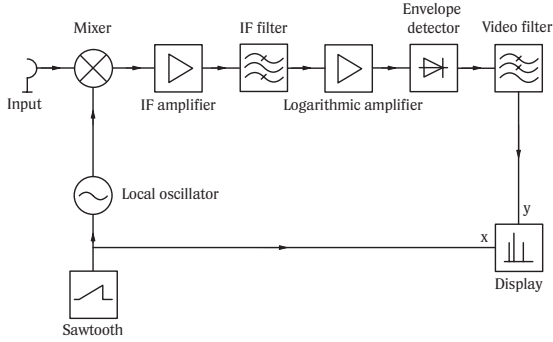 Mixer
IF filter
Envelope
detector
Video filter
Input
IF amplifier
Logarithmic amplifier
Local oscillator
y
x
Display
Sawtooth